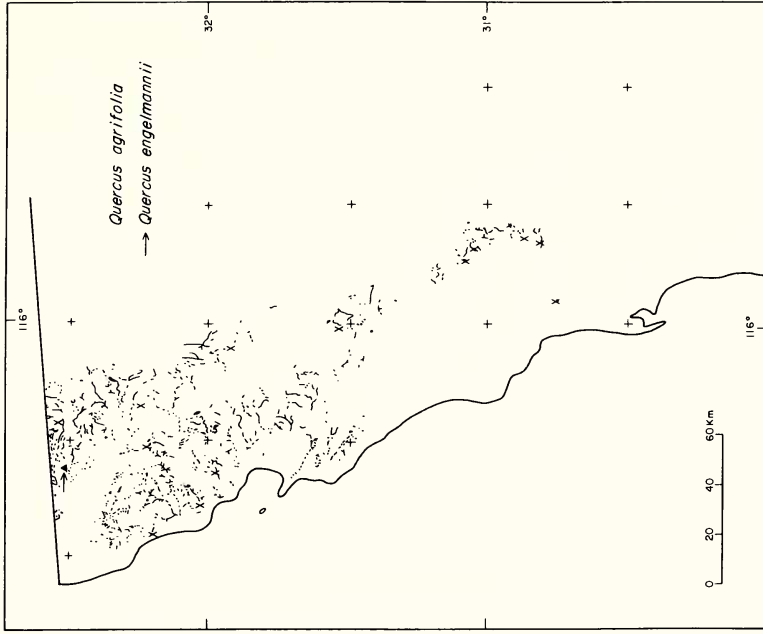 116°
32°
31°
116°
Quercus agrifolia
→ Quercus engelmannii
0 20 40 60 Km